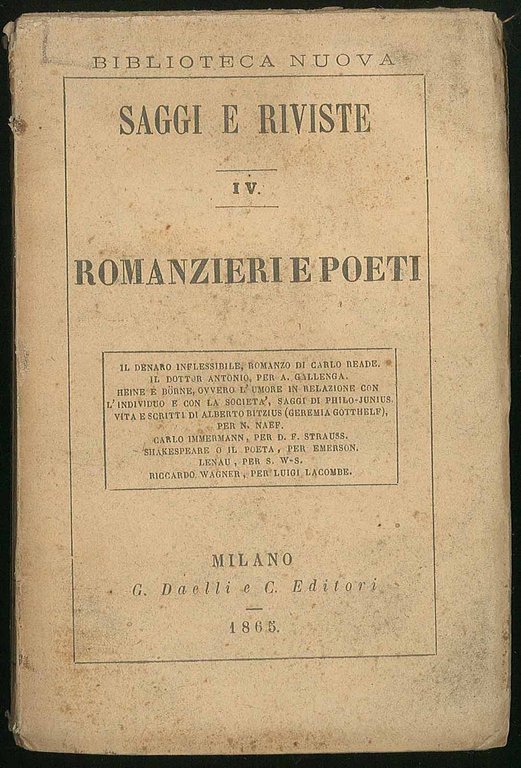 BIBLIOTECA NUOVA
SAGGI E RIVISTE
IV.
ROMANZIERI E POETI
IL DENARO INFLESSIBILE, ROMANZO DI CARLO READE.
IL DOTTOR ANTONIO, PER A. GALLENGA.
HEINE E BÖRNE, OVVERO L'UMORE IN RELAZIONE CON
L'INDIVIDUO E CON LA SOCIETA', SAGGI DI PHILO-JUNIUS.
VITA E SCRITTI DI ALBERTO BITZIUS (GEREMIA GOTTHELF),
PER N. NAEF.
CARLO IMMERMANN, PER D. F. STRAUSS.
SHAKESPEARE O IL POETA, PER EMERSON.
LENAU, PER S. W-S.
RICCARDO WAGNER, PER LUIGI LACOMBE.
MILANO
G. Daelli e C. Editori
1865.